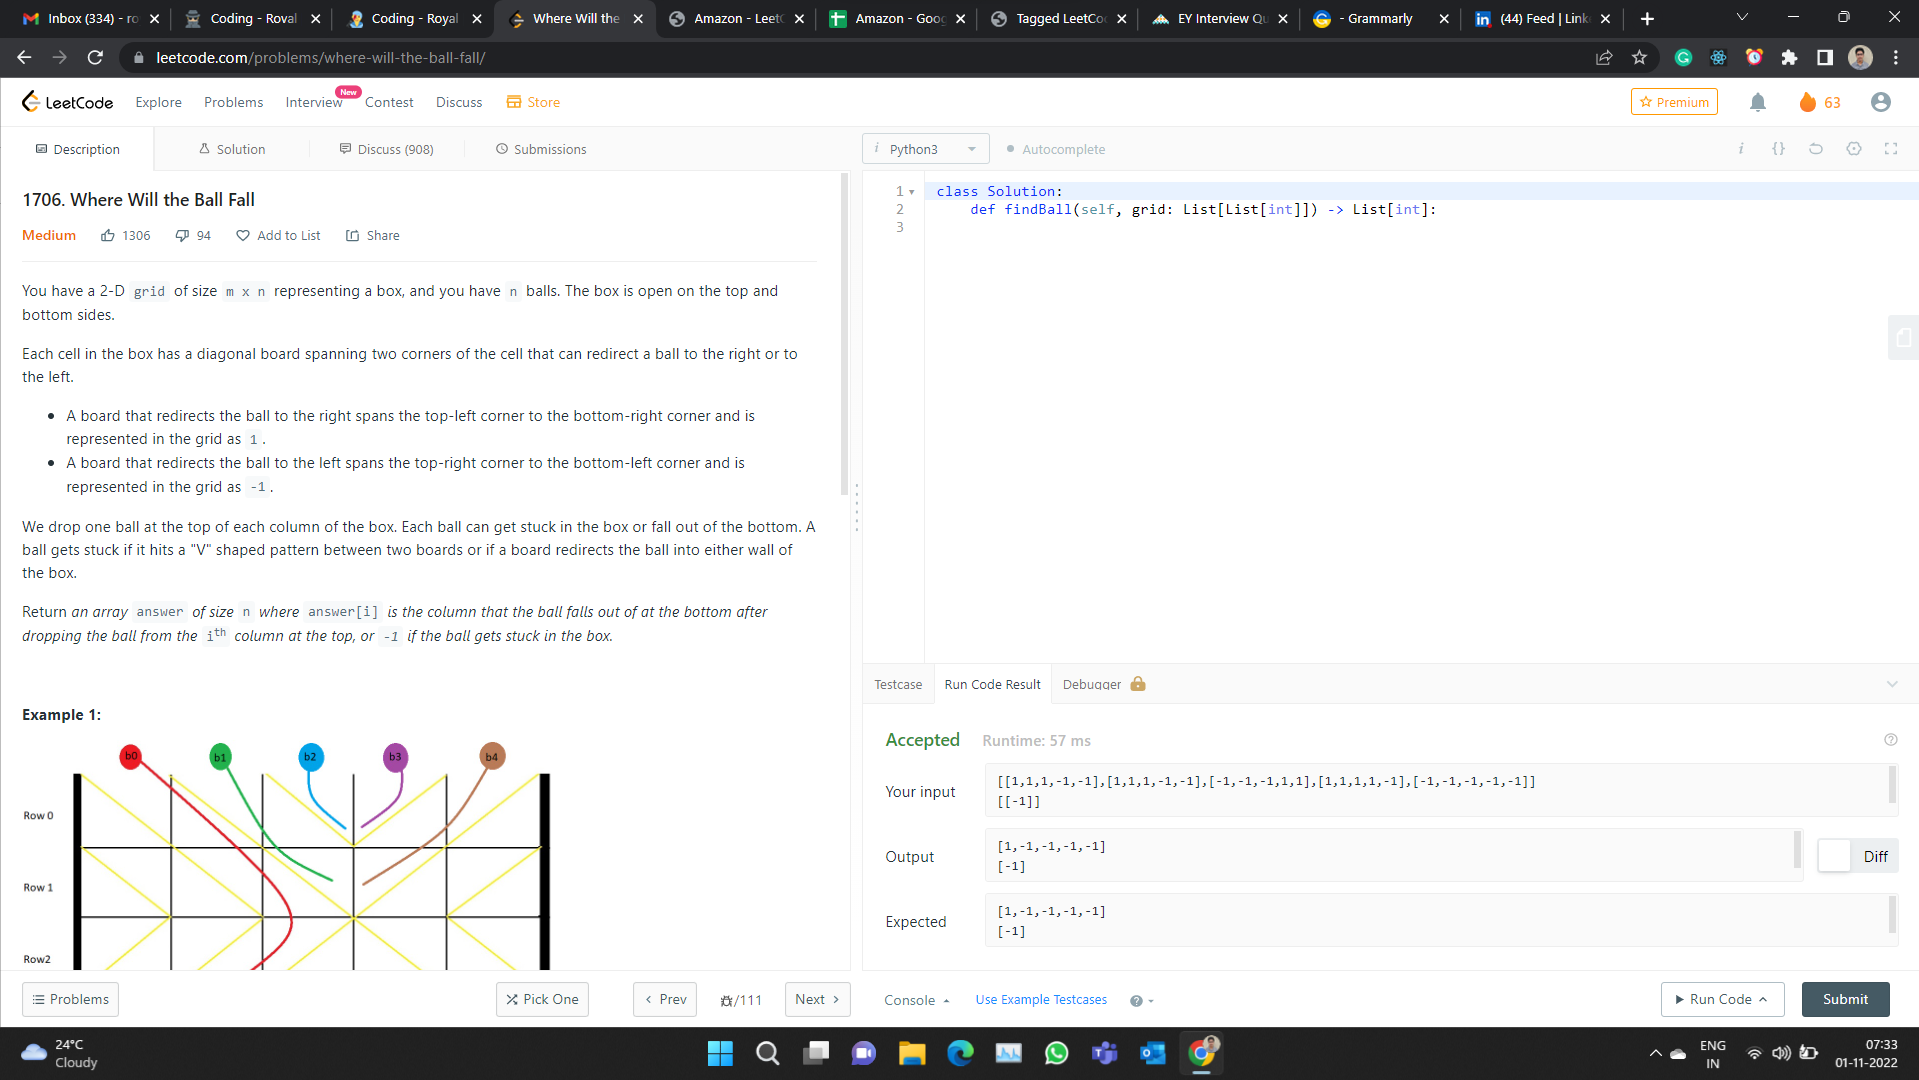 Inbox (334) - ro
Coding - Roval
Coding - Royal
Where Will the
Amazon - LeetC
Amazon - Goog
Tagged LeetCo
EY Interview Qu
- Grammarly
(44) Feed | Link
leetcode.com/problems/where-will-the-ball-fall/
LeetCode
Explore
Problems
Interview
New
Contest
Discuss
Store
Premium
63
Description
Solution
Discuss (908)
Submissions
i Python3
Autocomplete
1706. Where Will the Ball Fall
Medium
1306
94
Add to List
Share
You have a 2-D grid of size m x n representing a box, and you have n balls. The box is open on the top and
bottom sides.
Each cell in the box has a diagonal board spanning two corners of the cell that can redirect a ball to the right or to
the left.
• A board that redirects the ball to the right spans the top-left corner to the bottom-right corner and is
represented in the grid as 1.
• A board that redirects the ball to the left spans the top-right corner to the bottom-left corner and is
represented in the grid as -1.
We drop one ball at the top of each column of the box. Each ball can get stuck in the box or fall out of the bottom. A
ball gets stuck if it hits a "V" shaped pattern between two boards or if a board redirects the ball into either wall of
the box.
Return an array answer of size n where answer[i] is the column that the ball falls out of at the bottom after
dropping the ball from the ith column at the top, or -1 if the ball gets stuck in the box.
Example 1:
b0
b1
b2
b3
b4
Row 0
Row 1
Row2
1 class Solution:
2 def findBall(self, grid: List[List[int]]) -> List[int]:
3
Testcase
Run Code Result
Debugger
Accepted
Runtime: 57 ms
Your input
[[1,1,1,-1,-1],[1,1,1,-1,-1],[-1,-1,-1,1,1],[1,1,1,1,-1],[-1,-1,-1,-1,-1]]
[[-1]]
Output
[1,-1,-1,-1,-1]
[-1]
Diff
Expected
[1,-1,-1,-1,-1]
[-1]
Problems
Pick One
Prev
/111
Next
Console
Use Example Testcases
Run Code
Submit
24°C
Cloudy
ENG
IN
07:33
01-11-2022